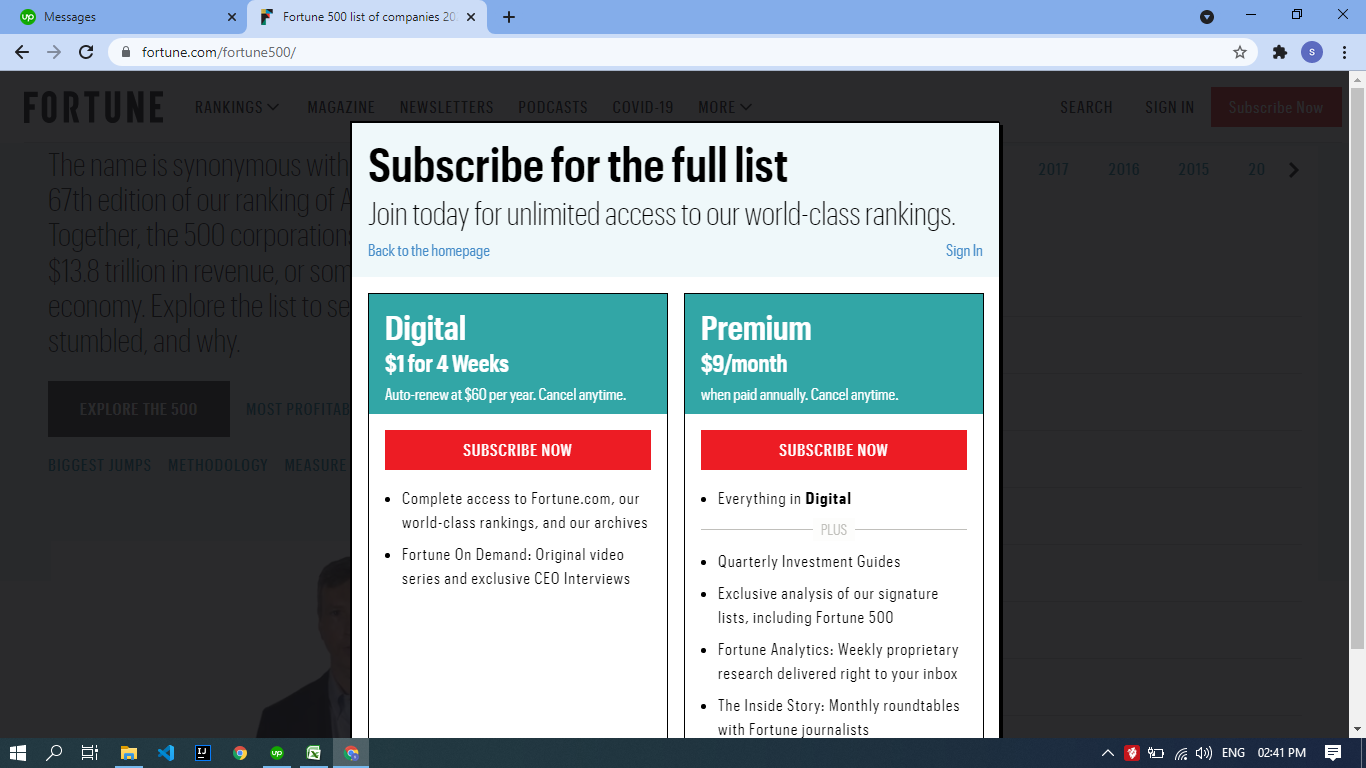 Messages
Fortune 500 list of companies 20
fortune.com/fortune500/
S
FORTUNE
RANKINGS
MAGAZINE
NEWSLETTERS
PODCASTS
COVID-19
MORE
SEARCH
SIGN IN
Subscribe Now
The name is synonymous with
67th edition of our ranking of A
Together, the 500 corporations
$13.8 trillion in revenue, or som
economy. Explore the list to se
stumbled, and why.
2017
2016
2015
20
EXPLORE THE 500
MOST PROFITAB
BIGGEST JUMPS
METHODOLOGY
MEASURE
Subscribe for the full list
Join today for unlimited access to our world-class rankings.
Back to the homepage
Sign In
Digital
$1 for 4 Weeks
Auto-renew at $60 per year. Cancel anytime.
SUBSCRIBE NOW
Complete access to Fortune.com, our
world-class rankings, and our archives
Fortune On Demand: Original video
series and exclusive CEO Interviews
Premium
$9/month
when paid annually. Cancel anytime.
SUBSCRIBE NOW
Everything in Digital
PLUS
Quarterly Investment Guides
Exclusive analysis of our signature
lists, including Fortune 500
Fortune Analytics: Weekly proprietary
research delivered right to your inbox
The Inside Story: Monthly roundtables
with Fortune journalists
ENG
02:41 PM